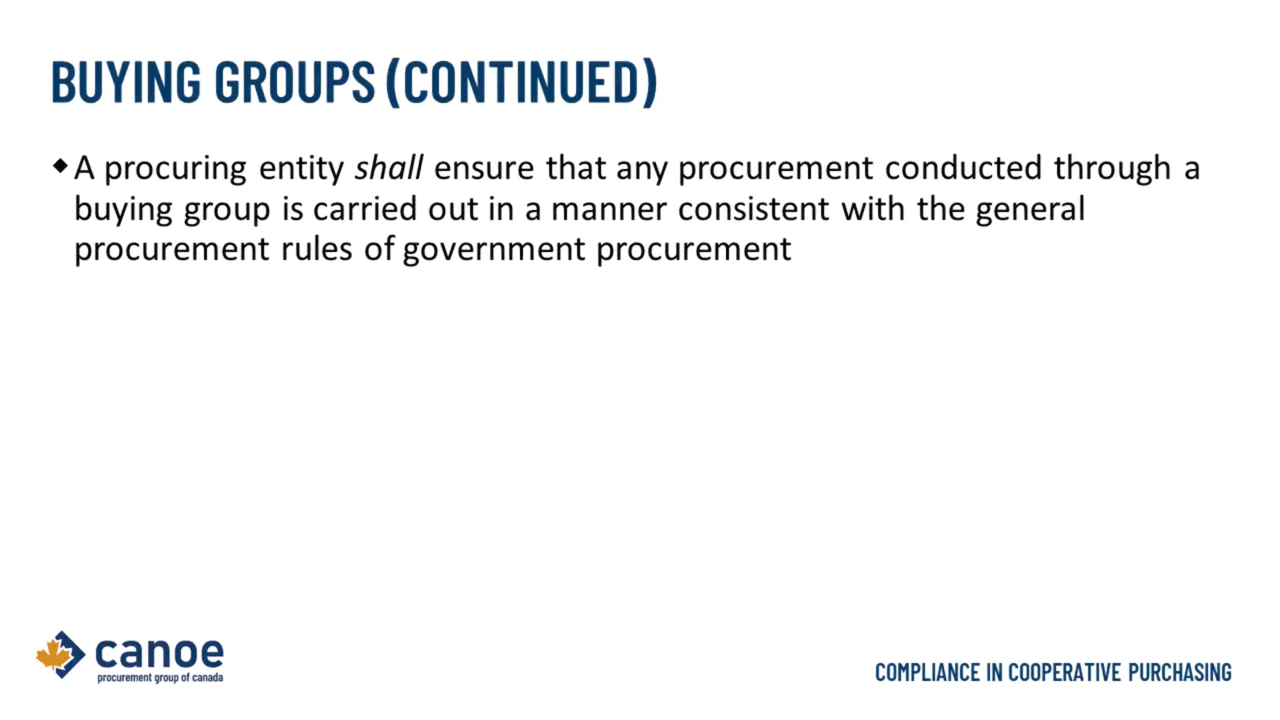 BUYING GROUPS (CONTINUED)
◆A procuring entity shall ensure that any procurement conducted through a
buying group is carried out in a manner consistent with the general
procurement rules of government procurement
canoe
procurement group of canada
COMPLIANCE IN COOPERATIVE PURCHASING